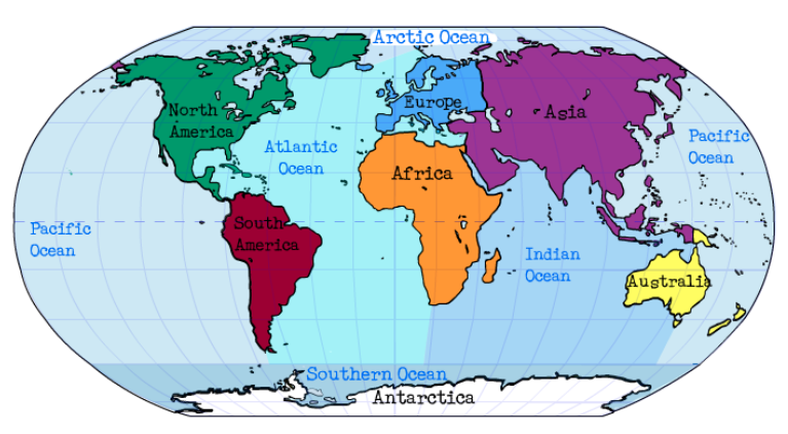 Arctic Ocean
North
America
Europe
Asia
Atlantic
Ocean
Pacific
Ocean
Africa
Pacific
Ocean
South
America
Indian
Ocean
Australia
Southern Ocean
Antarctica